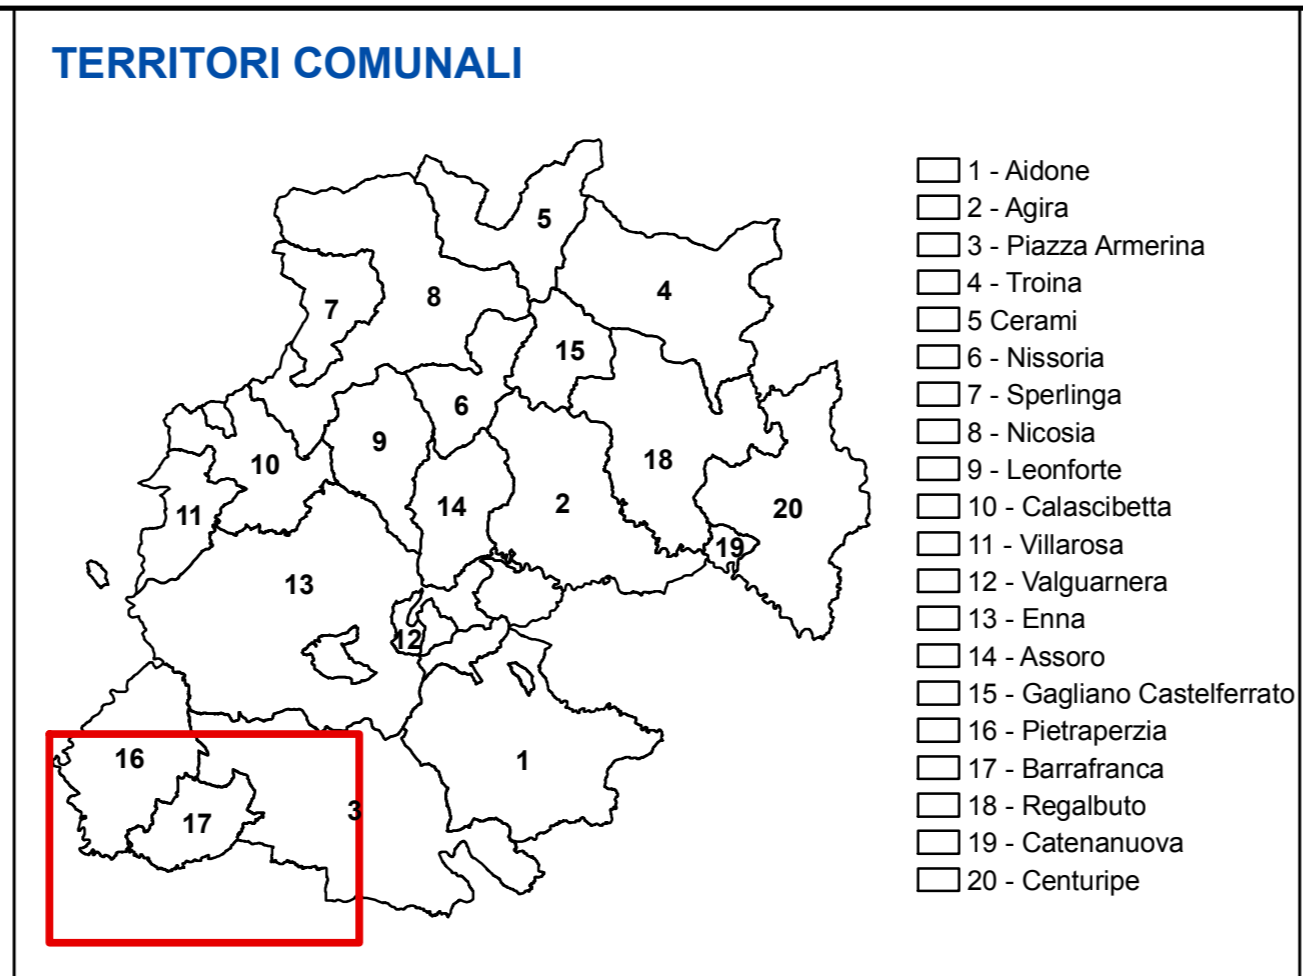 TERRITORI COMUNALI
1 - Aidone
2 - Agira
3 - Piazza Armerina
4 - Troina
5 Cerami
6 - Nissoria
7 - Sperlinga
8 - Nicosia
9 - Leonforte
10 - Calascibetta
11 - Villarosa
12 - Valguarnera
13 - Enna
14 - Assoro
15 - Gagliano Castelferrato
16 - Pietraperzia
17 - Barrafranca
18 - Regalbuto
19 - Catenanuova
20 - Centuripe
5
4
8
7
15
6
9
18
10
14
2
20
11
19
13
12
16
1
3
17